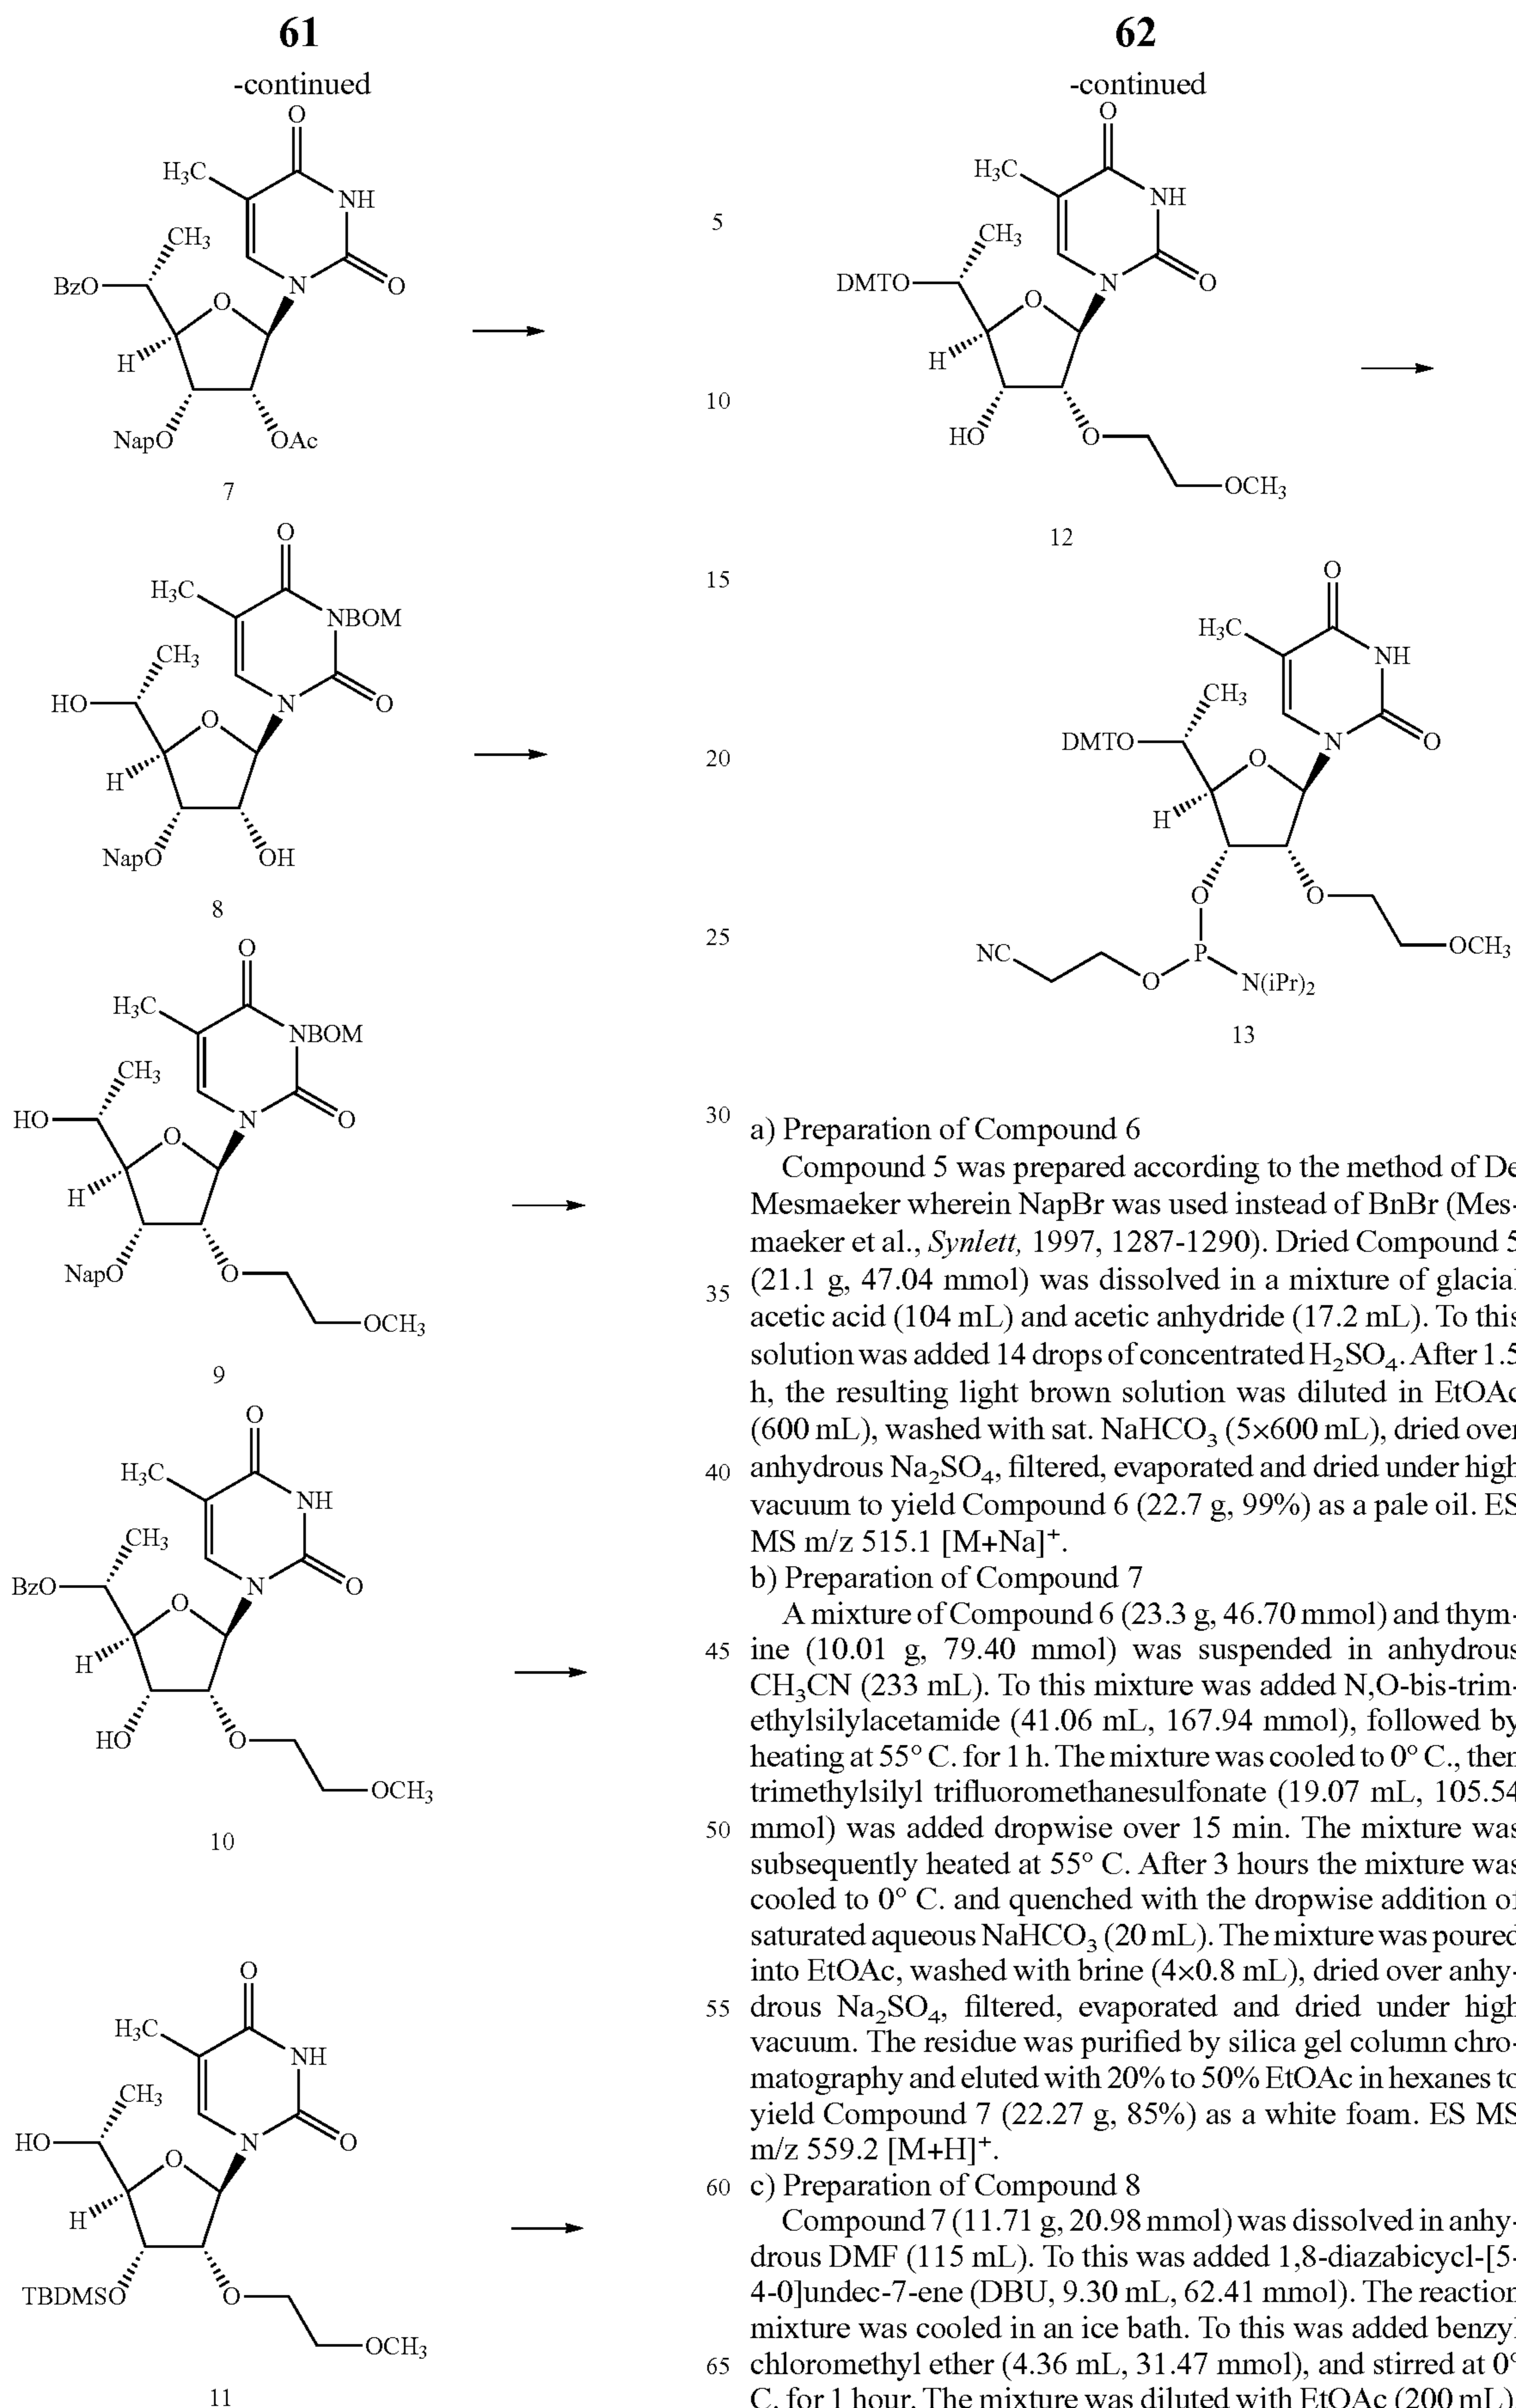 61
-continued
O
H₃C
NH
CH₃
BzO
O
N
O
H
NapO
OAc
7
O
H₃C
NBOM
CH₃
HO
O
N
O
H
NapO
OH
8
O
H₃C
NBOM
CH₃
HO
O
N
O
H
NapO
O
OCH₃
9
O
H₃C
NH
CH₃
BzO
O
N
O
H
HO
O
OCH₃
10
O
H₃C
NH
CH₃
HO
O
N
O
H
TBDMSO
O
OCH₃
11
62
-continued
O
H₃C
NH
5
CH₃
DMTO
O
N
O
H
10
HO
O
OCH₃
12
15
O
H₃C
NH
CH₃
DMTO
20
O
N
O
H
O
O
25
NC
O
P
N(iPr)₂
OCH₃
13
30
a) Preparation of Compound 6
Compound 5 was prepared according to the method of De
Mesmaeker wherein NapBr was used instead of BnBr (Mes-
maeker et al., Synlett, 1997, 1287-1290). Dried Compound 5
35 (21.1 g, 47.04 mmol) was dissolved in a mixture of glacial
acetic acid (104 mL) and acetic anhydride (17.2 mL). To this
solution was added 14 drops of concentrated H₂SO₄. After 1.5
h, the resulting light brown solution was diluted in EtOAc
(600 mL), washed with sat. NaHCO₃ (5×600 mL), dried over
40 anhydrous Na₂SO₄, filtered, evaporated and dried under high
vacuum to yield Compound 6 (22.7 g, 99%) as a pale oil. ES
MS m/z 515.1 [M+Na]⁺.
b) Preparation of Compound 7
A mixture of Compound 6 (23.3 g, 46.70 mmol) and thym-
45 ine (10.01 g, 79.40 mmol) was suspended in anhydrous
CH₃CN (233 mL). To this mixture was added N,O-bis-trim-
ethylsilylacetamide (41.06 mL, 167.94 mmol), followed by
heating at 55° C. for 1 h. The mixture was cooled to 0° C., then
trimethylsilyl trifluoromethanesulfonate (19.07 mL, 105.54
50 mmol) was added dropwise over 15 min. The mixture was
subsequently heated at 55° C. After 3 hours the mixture was
cooled to 0° C. and quenched with the dropwise addition of
saturated aqueous NaHCO₃ (20 mL). The mixture was poured
into EtOAc, washed with brine (4×0.8 mL), dried over anhy-
55 drous Na₂SO₄, filtered, evaporated and dried under high
vacuum. The residue was purified by silica gel column chro-
matography and eluted with 20% to 50% EtOAc in hexanes to
yield Compound 7 (22.27 g, 85%) as a white foam. ES MS
m/z 559.2 [M+H]⁺.
60 c) Preparation of Compound 8
Compound 7 (11.71 g, 20.98 mmol) was dissolved in anhy-
drous DMF (115 mL). To this was added 1,8-diazabicycl-[5-
4-0]undec-7-ene (DBU, 9.30 mL, 62.41 mmol). The reaction
mixture was cooled in an ice bath. To this was added benzyl
65 chloromethyl ether (4.36 mL, 31.47 mmol), and stirred at 0°
C. for 1 hour. The mixture was diluted with EtOAc (200 mL)